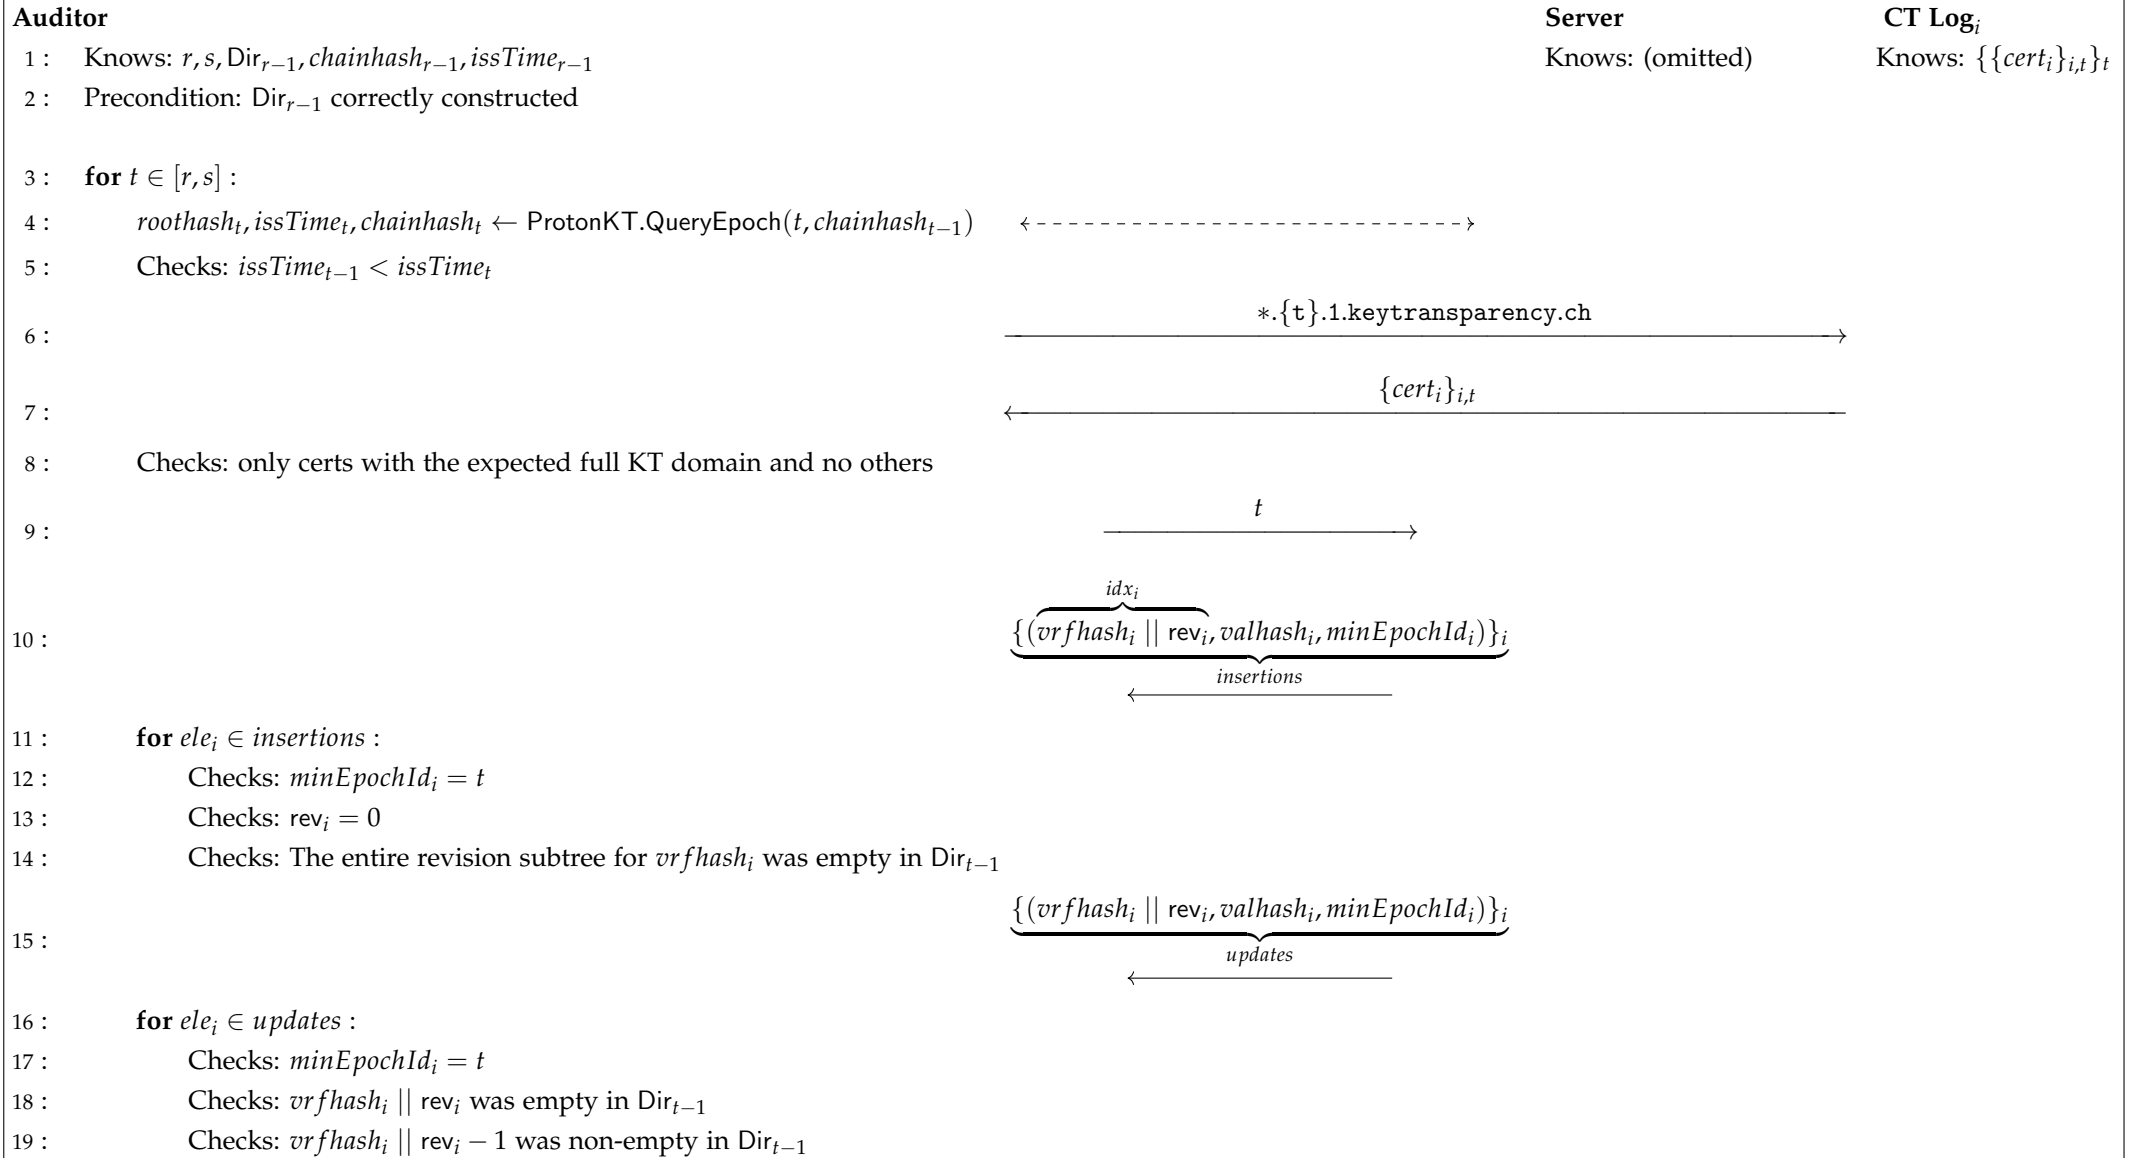 Auditor Server CT Log_i
1 : Knows: r, s, Dir_{r−1}, chainhash_{r−1}, issTime_{r−1} Knows: (omitted) Knows: {{cert_i}_{i,t}}_t
2 : Precondition: Dir_{r−1} correctly constructed
3 : for t ∈ [r, s] :
4 : roothash_t, issTime_t, chainhash_t ← ProtonKT.QueryEpoch(t, chainhash_{t−1})
5 : Checks: issTime_{t−1} < issTime_t
*.{t}.1.keytransparency.ch
6 :
{cert_i}_{i,t}
7 :
8 : Checks: only certs with the expected full KT domain and no others
t
9 :
idx_i
10 : {(vrfhash_i || rev_i, valhash_i, minEpochId_i)}_i
insertions
11 : for ele_i ∈ insertions :
12 : Checks: minEpochId_i = t
13 : Checks: rev_i = 0
14 : Checks: The entire revision subtree for vrfhash_i was empty in Dir_{t−1}
{(vrfhash_i || rev_i, valhash_i, minEpochId_i)}_i
15 :
updates
16 : for ele_i ∈ updates :
17 : Checks: minEpochId_i = t
18 : Checks: vrfhash_i || rev_i was empty in Dir_{t−1}
19 : Checks: vrfhash_i || rev_i − 1 was non-empty in Dir_{t−1}